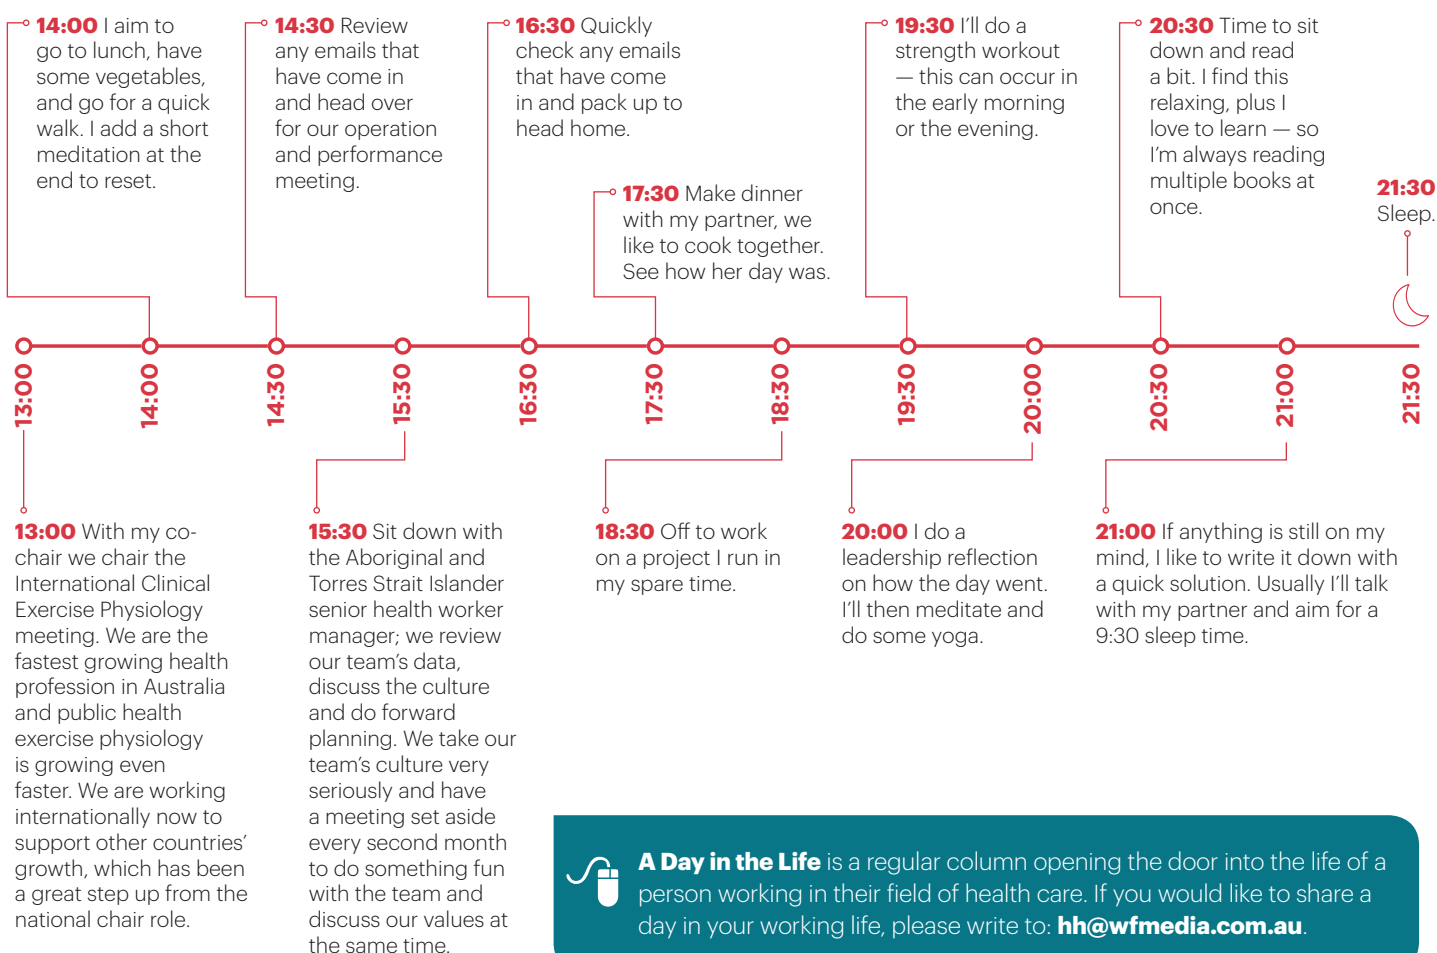 14:00 I aim to
go to lunch, have
some vegetables,
and go for a quick
walk. I add a short
meditation at the
end to reset.
14:30 Review
any emails that
have come in
and head over
for our operation
and performance
meeting.
16:30 Quickly
check any emails
that have come
in and pack up to
head home.
17:30 Make dinner
with my partner, we
like to cook together.
See how her day was.
19:30 I'll do a
strength workout
— this can occur in
the early morning
or the evening.
20:30 Time to sit
down and read
a bit. I find this
relaxing, plus I
love to learn — so
I'm always reading
multiple books at
once.
21:30
Sleep.
13:00
14:00
14:30
15:30
16:30
17:30
18:30
19:30
20:00
20:30
21:00
21:30
13:00 With my co-
chair we chair the
International Clinical
Exercise Physiology
meeting. We are the
fastest growing health
profession in Australia
and public health
exercise physiology
is growing even
faster. We are working
internationally now to
support other countries'
growth, which has been
a great step up from the
national chair role.
15:30 Sit down with
the Aboriginal and
Torres Strait Islander
senior health worker
manager; we review
our team's data,
discuss the culture
and do forward
planning. We take our
team's culture very
seriously and have
a meeting set aside
every second month
to do something fun
with the team and
discuss our values at
the same time.
18:30 Off to work
on a project I run in
my spare time.
20:00 I do a
leadership reflection
on how the day went.
I'll then meditate and
do some yoga.
21:00 If anything is still on my
mind, I like to write it down with
a quick solution. Usually I'll talk
with my partner and aim for a
9:30 sleep time.
A Day in the Life is a regular column opening the door into the life of a
person working in their field of health care. If you would like to share a
day in your working life, please write to: hh@wfmedia.com.au.